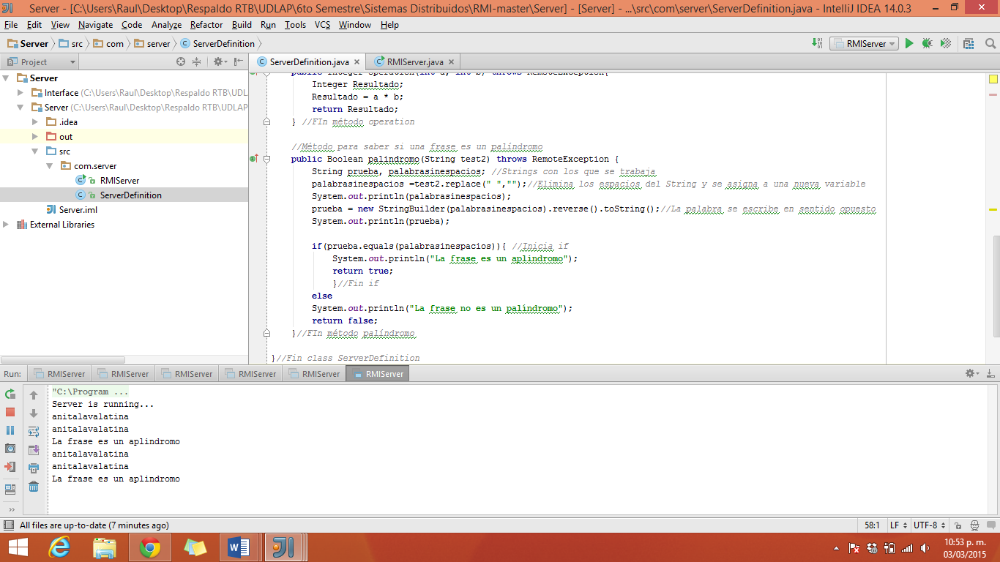 Server - [C:\Users\Raul\Desktop\Respaldo RTB\UDLAP\6to Semestre\Sistemas Distribuidos\RMI-master\Server] - [Server] - ...\src\com\server\ServerDefinition.java - IntelliJ IDEA 14.0.3
File Edit View Navigate Code Analyze Refactor Build Run Tools VCS Window Help
Server src com server ServerDefinition RMIServer
Project
ServerDefinition.java RMIServer.java
Server
Interface (C:\Users\Raul\Desktop\Respaldo RTB\UDL
Server (C:\Users\Raul\Desktop\Respaldo RTB\UDLAP
.idea
out
src
com.server
RMIServer
ServerDefinition
Server.iml
External Libraries
public Integer operation(int a, int b) throws RemoteException{
Integer Resultado;
Resultado = a * b;
return Resultado;
} //FIn método operation
//Método para saber si una frase es un palíndromo
public Boolean palindromo(String test2) throws RemoteException {
String prueba, palabrasinespacios; //Strings con los que se trabaja
palabrasinespacios =test2.replace(" ","");//Elimina los espacios del String y se asigna a una nueva variable
System.out.println(palabrasinespacios);
prueba = new StringBuilder(palabrasinespacios).reverse().toString();//La palabra se escribe en sentido opuesto
System.out.println(prueba);
if(prueba.equals(palabrasinespacios)){ //Inicia if
System.out.println("La frase es un aplindromo");
return true;
}//Fin if
else
System.out.println("La frase no es un palíndromo");
return false;
}//FIn método palíndromo
}//Fin class ServerDefinition
Run: RMIServer RMIServer RMIServer RMIServer RMIServer RMIServer
"C:\Program ...
Server is running...
anitalavalatina
anitalavalatina
La frase es un aplindromo
anitalavalatina
anitalavalatina
La frase es un aplindromo
All files are up-to-date (7 minutes ago) 58:1 LF UTF-8
10:53 p. m.
03/03/2015